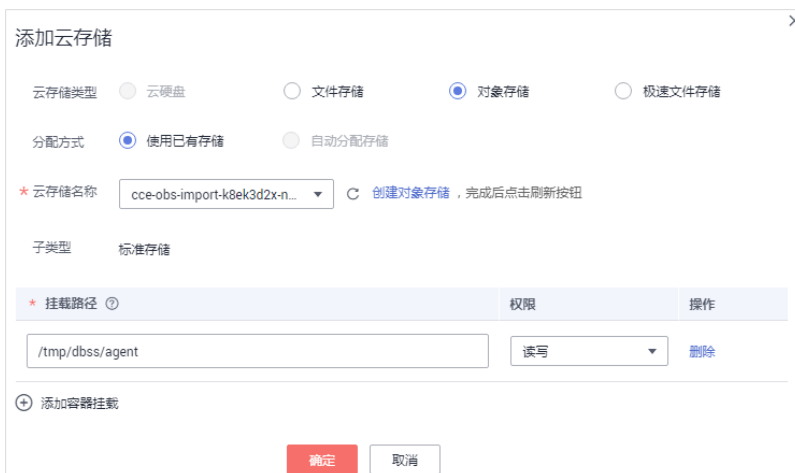 添加云存储
云存储类型 云硬盘 文件存储 对象存储 极速文件存储
分配方式 使用已有存储 自动分配存储
* 云存储名称 cce-obs-import-k8ek3d2x-n... 创建对象存储 ，完成后点击刷新按钮
子类型 标准存储
* 挂载路径 ? 权限 操作
/tmp/dbss/agent 读写 删除
添加容器挂载
确定 取消